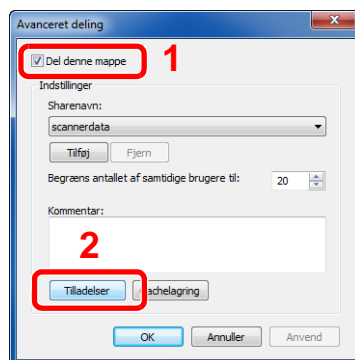 Avanceret deling
1
Del denne mappe
Indstillinger
Sharenavn:
scannerdata
Tilføj Fjern
Begræns antallet af samtidige brugere til: 20
Kommentar:
2
Tilladelser achelagring
OK Annuller Anvend